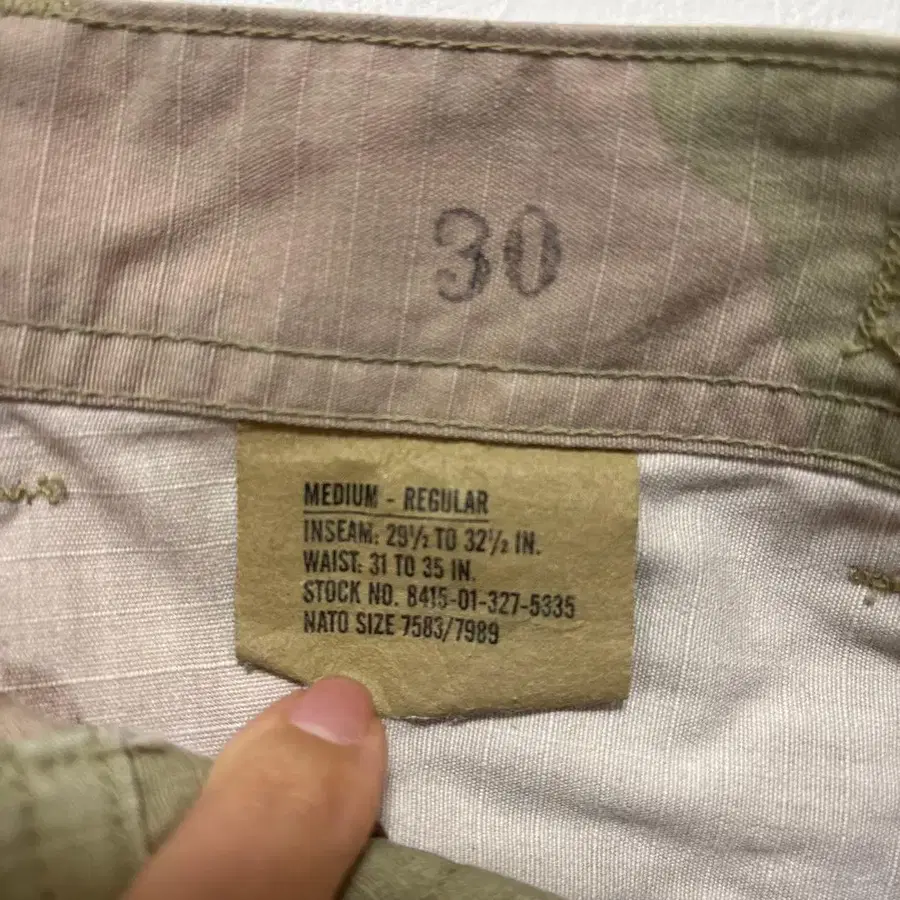 30
MEDIUM - REGULAR
INSEAM: 29½ TO 32½ IN.
WAIST: 31 TO 35 IN.
STOCK NO. 8415-01-327-5335
NATO SIZE 7583/7989